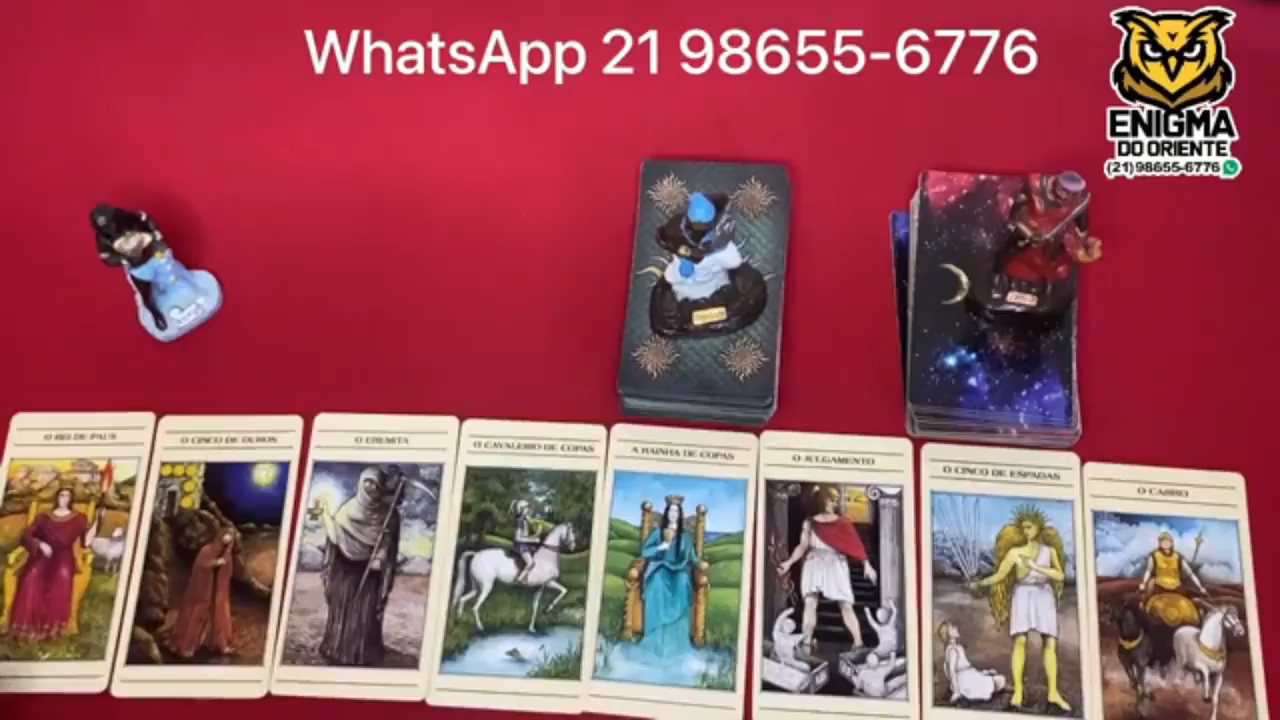 WhatsApp 21 98655-6776
ENIGMA
DO ORIENTE
(21)98655-6776
O REI DE PAUS
O CINCO DE OUROS
O EREMITA
O CAVALEIRO DE COPAS
A RAINHA DE COPAS
O JULGAMENTO
O CINCO DE ESPADAS
O CARRO